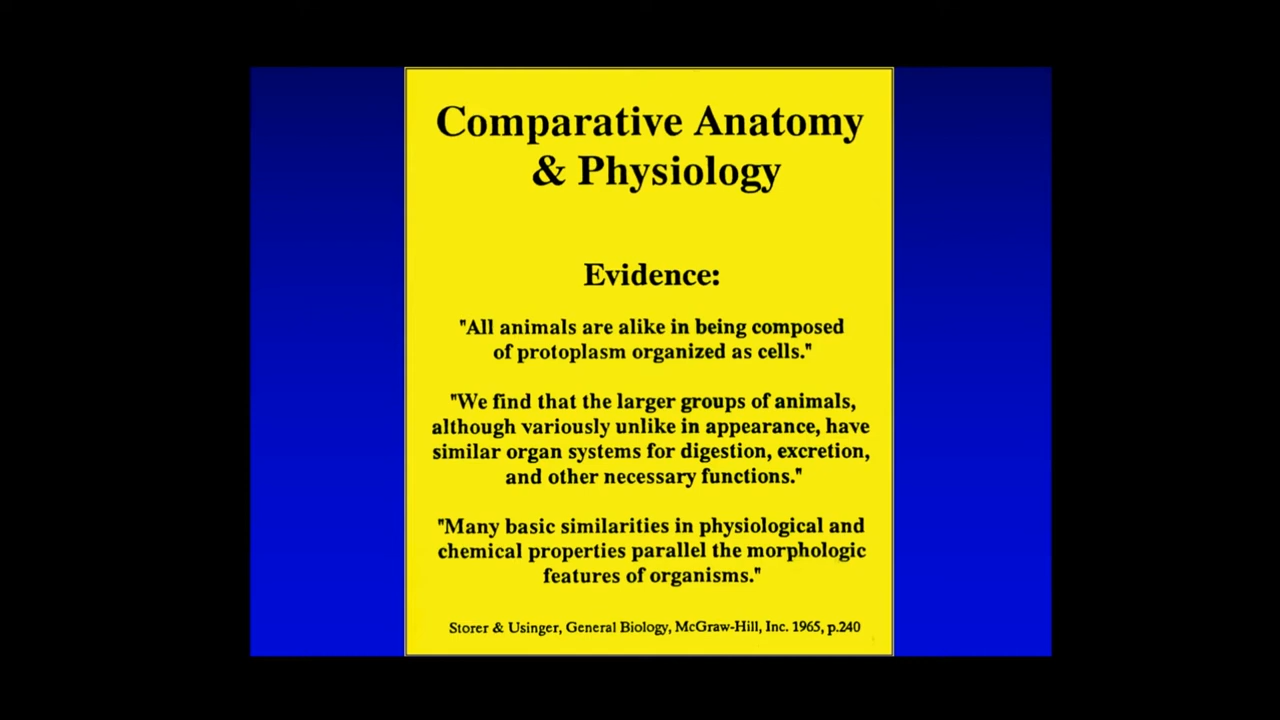 Comparative Anatomy
& Physiology
Evidence:
"All animals are alike in being composed
of protoplasm organized as cells."
"We find that the larger groups of animals,
although variously unlike in appearance, have
similar organ systems for digestion, excretion,
and other necessary functions."
"Many basic similarities in physiological and
chemical properties parallel the morphologic
features of organisms."
Storer & Usinger, General Biology, McGraw-Hill, Inc. 1965, p.240